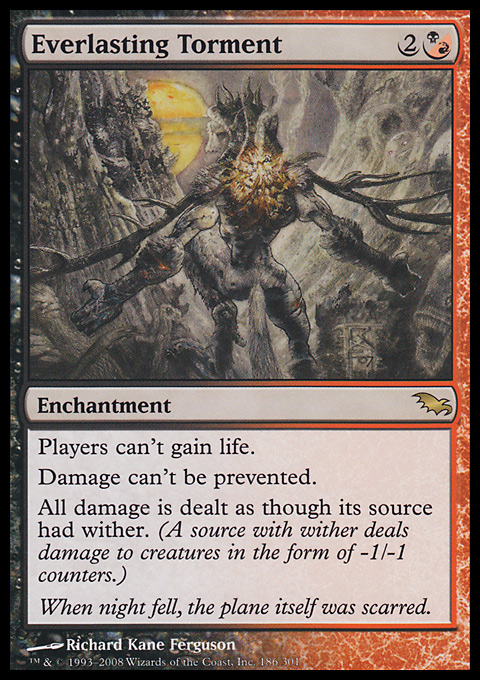 Everlasting Torment 2
Enchantment
Players can't gain life.
Damage can't be prevented.
All damage is dealt as though its source
had wither. (A source with wither deals
damage to creatures in the form of -1/-1
counters.)
When night fell, the plane itself was scarred.
Richard Kane Ferguson
™ & © 1993–2008 Wizards of the Coast, Inc. 186/301